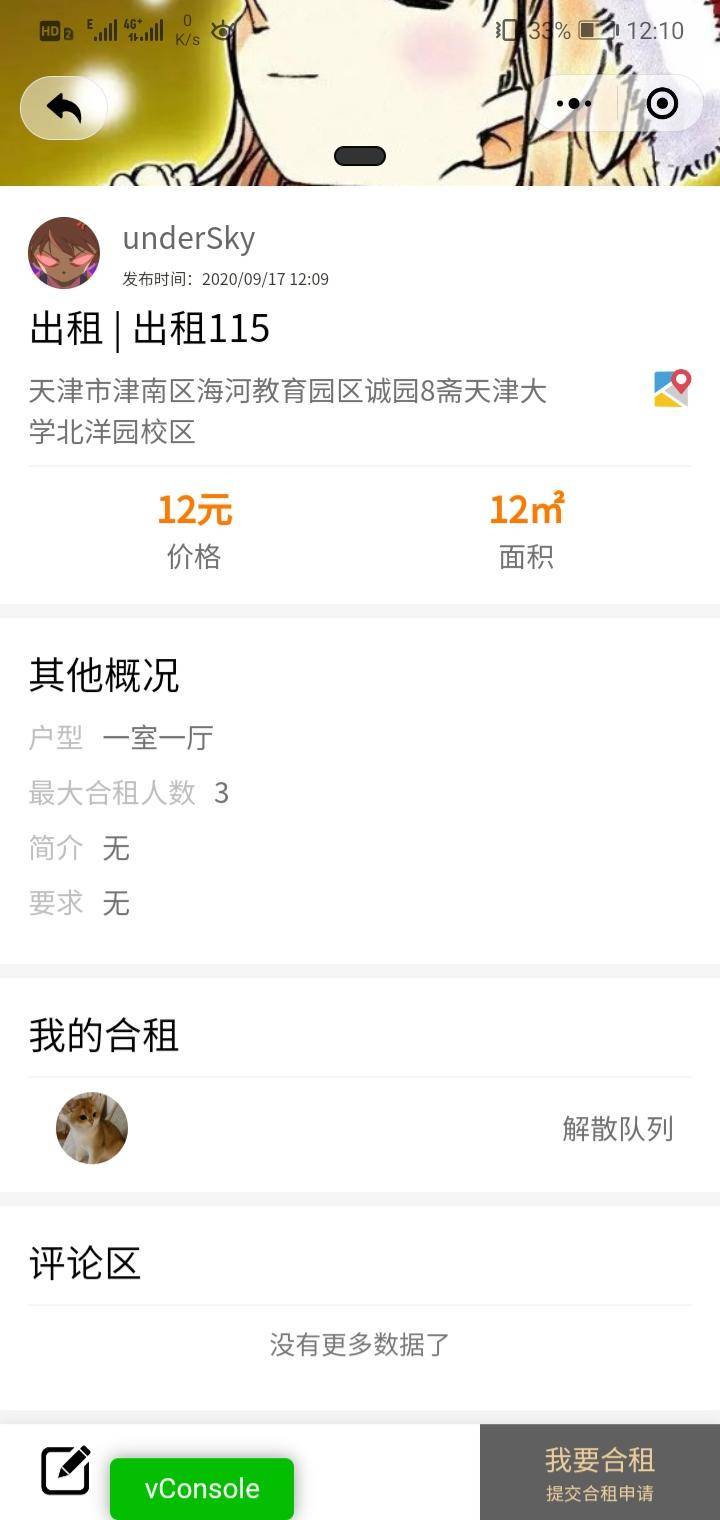 HD 2 E 4G+ 0 K/s 33% 12:10
underSky
发布时间：2020/09/17 12:09
出租 | 出租115
天津市津南区海河教育园区诚园8斋天津大
学北洋园校区
12元 12㎡
价格 面积
其他概况
户型 一室一厅
最大合租人数 3
简介 无
要求 无
我的合租
解散队列
评论区
没有更多数据了
vConsole
我要合租
提交合租申请